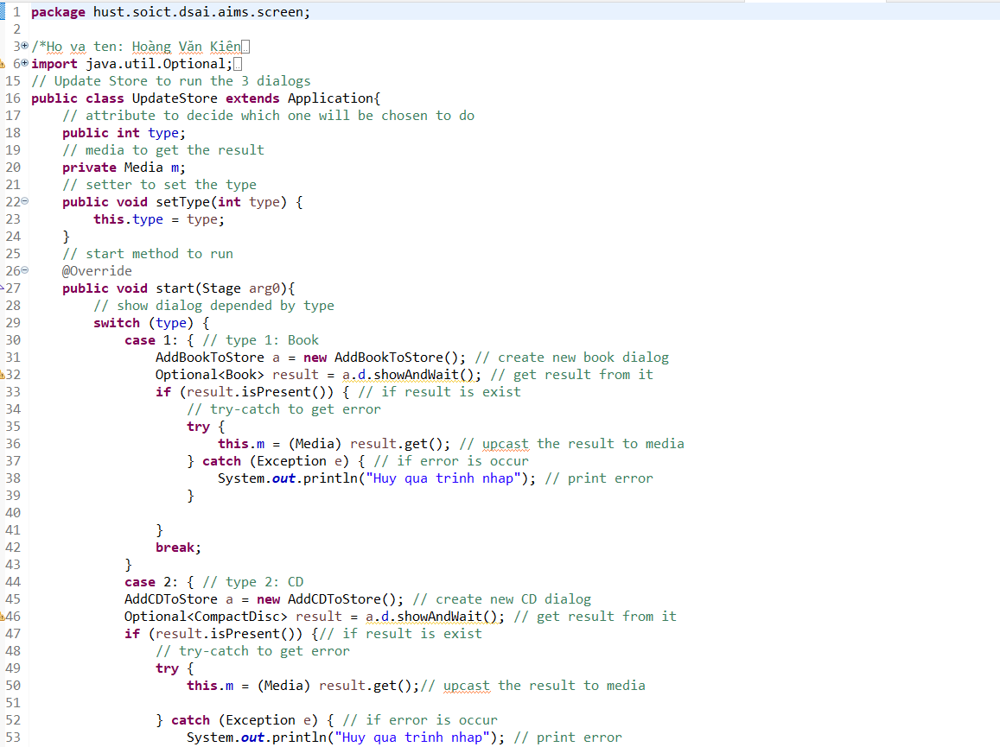 1 package hust.soict.dsai.aims.screen;
2
3 /*Ho va ten: Hoàng Văn Kiên
6 import java.util.Optional;
15 // Update Store to run the 3 dialogs
16 public class UpdateStore extends Application{
17     // attribute to decide which one will be chosen to do
18     public int type;
19     // media to get the result
20     private Media m;
21     // setter to set the type
22     public void setType(int type) {
23         this.type = type;
24     }
25     // start method to run
26     @Override
27     public void start(Stage arg0){
28         // show dialog depended by type
29         switch (type) {
30             case 1: { // type 1: Book
31                 AddBookToStore a = new AddBookToStore(); // create new book dialog
32                 Optional<Book> result = a.d.showAndWait(); // get result from it
33                 if (result.isPresent()) { // if result is exist
34                     // try-catch to get error
35                     try {
36                         this.m = (Media) result.get(); // upcast the result to media
37                     } catch (Exception e) { // if error is occur
38                         System.out.println("Huy qua trinh nhap"); // print error
39                     }
40
41                 }
42                 break;
43             }
44             case 2: { // type 2: CD
45             AddCDToStore a = new AddCDToStore(); // create new CD dialog
46             Optional<CompactDisc> result = a.d.showAndWait(); // get result from it
47             if (result.isPresent()) {// if result is exist
48                 // try-catch to get error
49                 try {
50                     this.m = (Media) result.get();// upcast the result to media
51
52                 } catch (Exception e) { // if error is occur
53                     System.out.println("Huy qua trinh nhap"); // print error